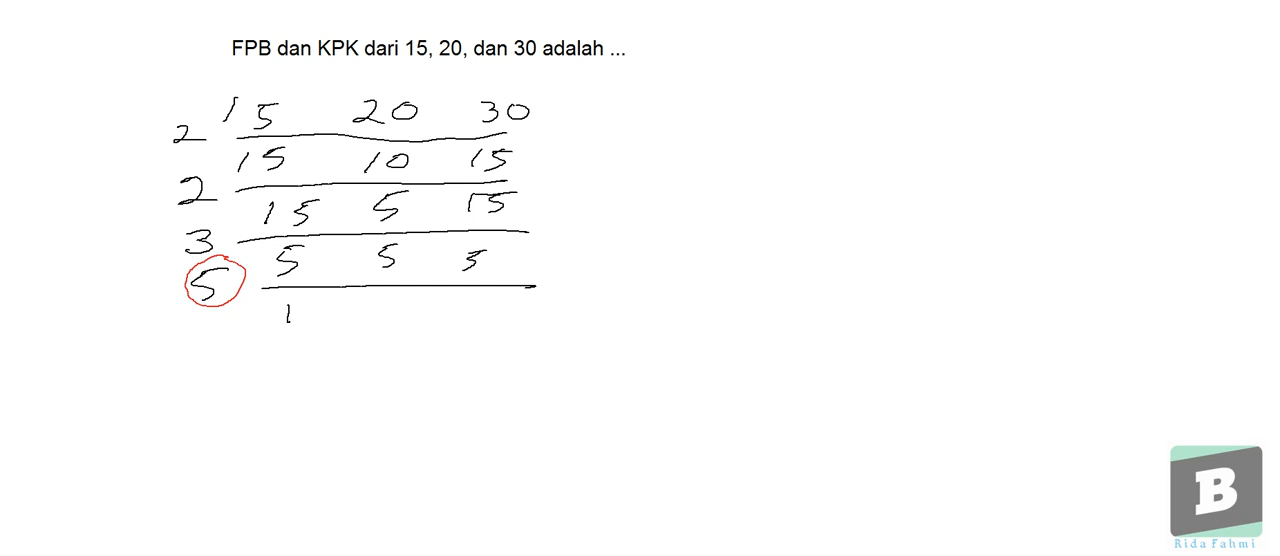 FPB dan KPK dari 15, 20, dan 30 adalah ...
15 20 30
2
15 10 15
2
15 5 15
3
5 5 5
5
1
B
Rida Fahmi